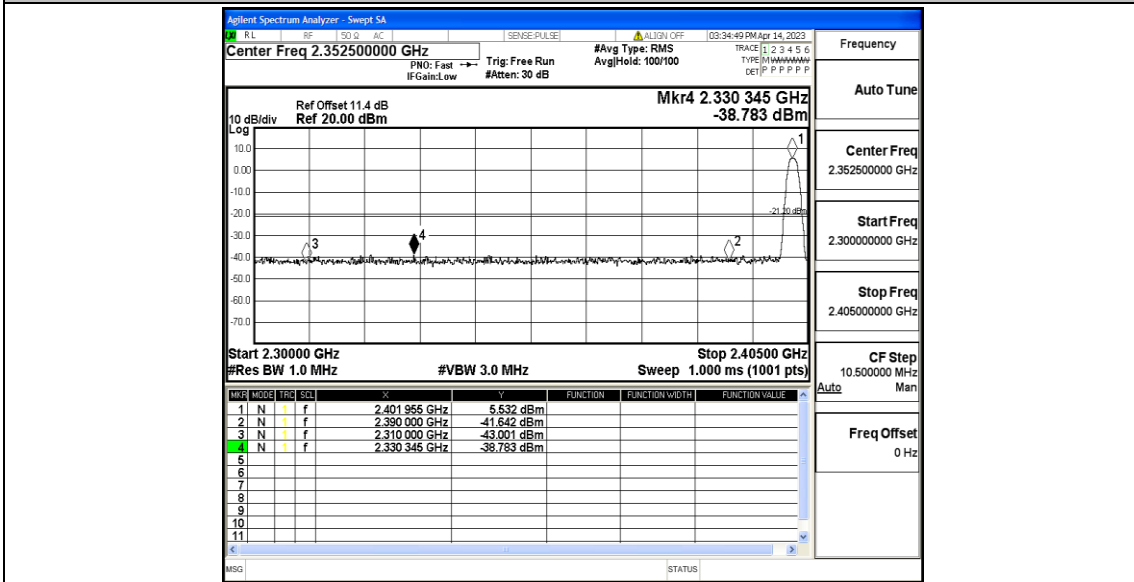 Agilent Spectrum Analyzer - Swept SA
LXI RL RF 50 Ω AC SENSE:PULSE ALIGN OFF 03:34:49 PM Apr 14, 2023
Center Freq 2.352500000 GHz
PNO: Fast
IFGain:Low
Trig: Free Run
#Atten: 30 dB
#Avg Type: RMS
Avg|Hold: 100/100
TRACE 1 2 3 4 5 6
TYPE M WWWWW
DET P P P P P P
Frequency
Auto Tune
Center Freq
2.352500000 GHz
Start Freq
2.300000000 GHz
Stop Freq
2.405000000 GHz
CF Step
10.500000 MHz
Auto Man
Freq Offset
0 Hz
Mkr4 2.330 345 GHz
-38.783 dBm
Ref Offset 11.4 dB
10 dB/div Ref 20.00 dBm
Log
10.0
0.00
-10.0
-20.0
-30.0
-40.0
-50.0
-60.0
-70.0
1
-21.20 dBm
2
3
4
Start 2.30000 GHz Stop 2.40500 GHz
#Res BW 1.0 MHz #VBW 3.0 MHz Sweep 1.000 ms (1001 pts)
MKR MODE TRC SCL X Y FUNCTION FUNCTION WIDTH FUNCTION VALUE
1 N 1 f 2.401 955 GHz 5.532 dBm
2 N 1 f 2.390 000 GHz -41.642 dBm
3 N 1 f 2.310 000 GHz -43.001 dBm
4 N 1 f 2.330 345 GHz -38.783 dBm
5
6
7
8
9
10
11
MSG STATUS